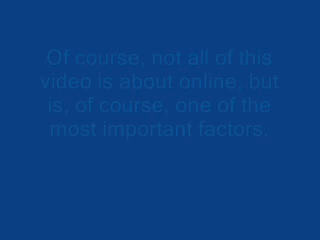 Of course, not all of this
video is about online, but
is, of course, one of the
most important factors.